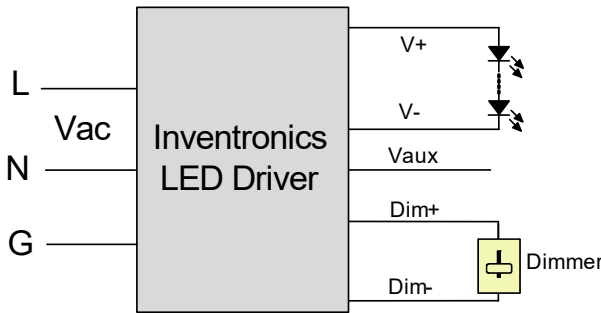 L
Vac
N
G
Inventronics
LED Driver
V+
V-
Vaux
Dim+
Dim-
Dimmer